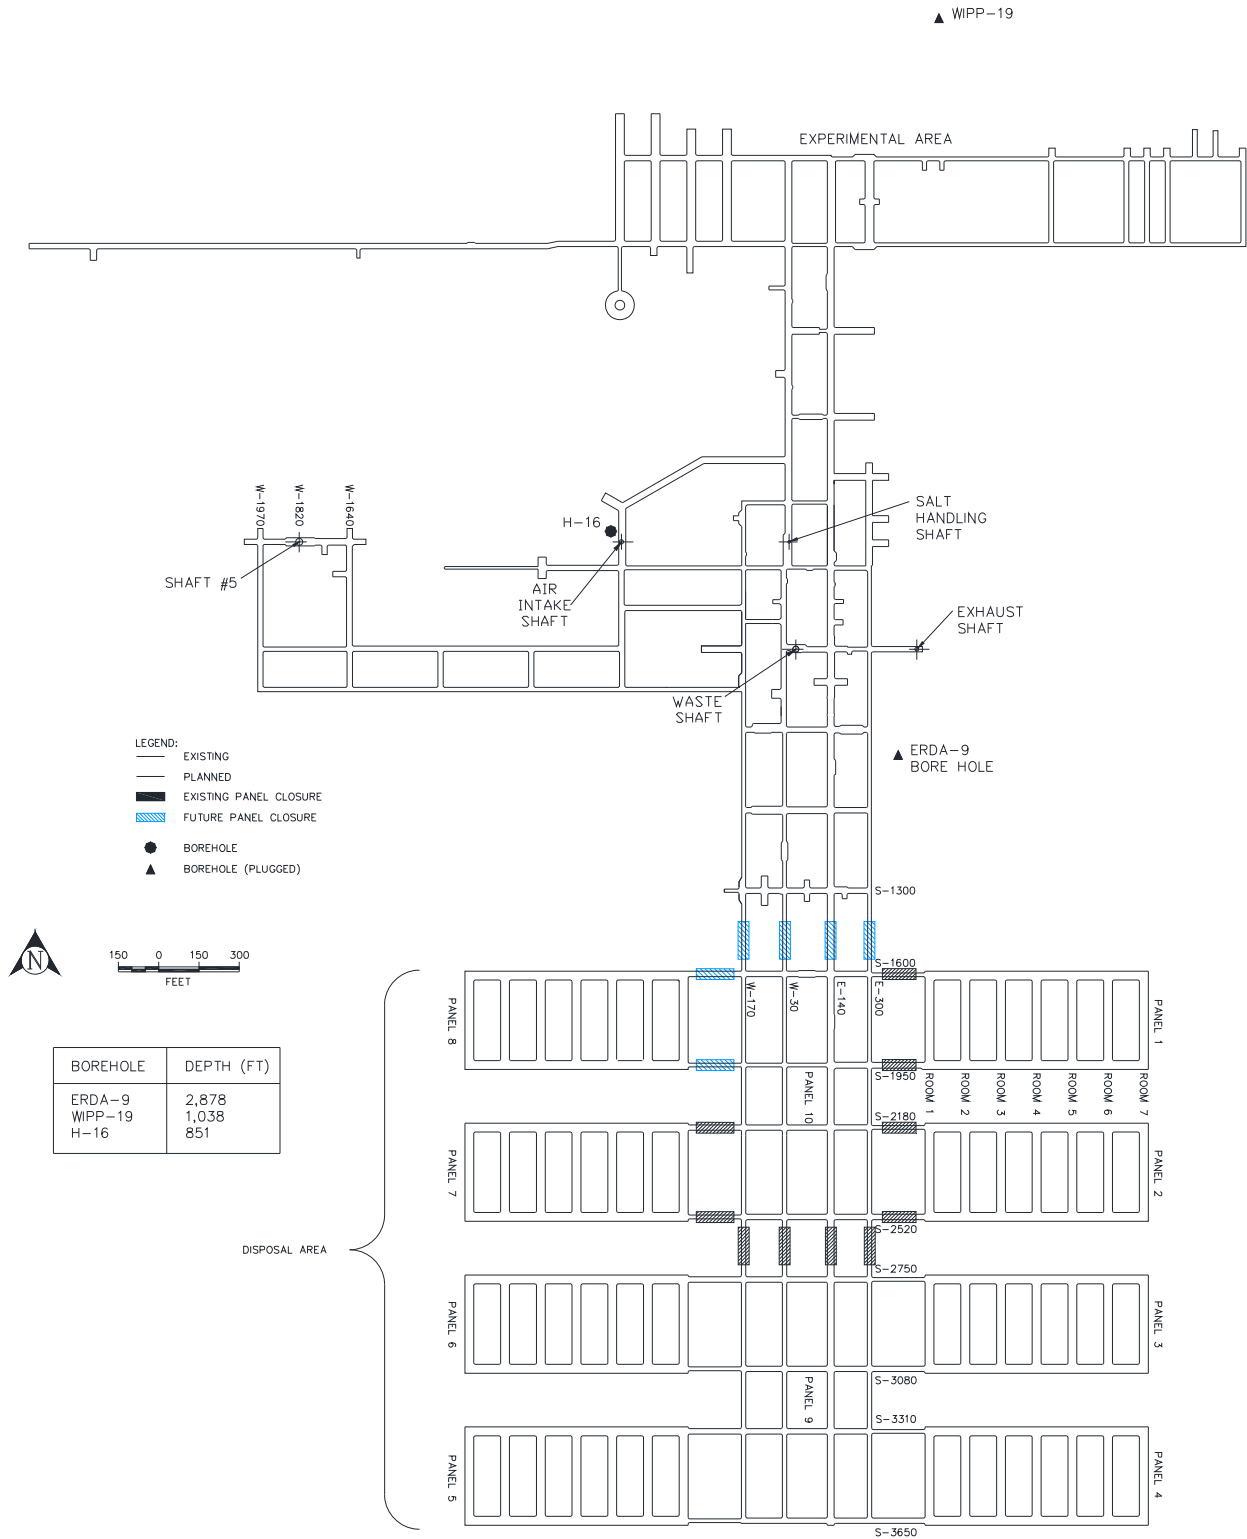 WIPP-19
EXPERIMENTAL AREA
W-1970
W-1820
W-1640
H-16
SALT
HANDLING
SHAFT
SHAFT #5
AIR
INTAKE
SHAFT
EXHAUST
SHAFT
WASTE
SHAFT
ERDA-9
BORE HOLE
LEGEND:
EXISTING
PLANNED
EXISTING PANEL CLOSURE
FUTURE PANEL CLOSURE
BOREHOLE
BOREHOLE (PLUGGED)
S-1300
N
150 0 150 300
FEET
S-1600
W-170
W-30
E-140
E-300
PANEL 8
PANEL 1
S-1950
ROOM 1
ROOM 2
ROOM 3
ROOM 4
ROOM 5
ROOM 6
ROOM 7
PANEL 10
S-2180
BOREHOLE DEPTH (FT)
ERDA-9 2,878
WIPP-19 1,038
H-16 851
PANEL 7
PANEL 2
S-2520
DISPOSAL AREA
S-2750
PANEL 6
PANEL 3
S-3080
PANEL 9
S-3310
PANEL 5
PANEL 4
S-3650